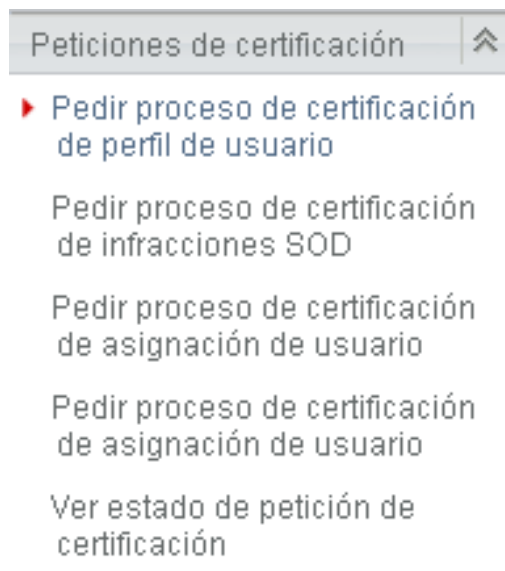 Peticiones de certificación
Pedir proceso de certificación
de perfil de usuario
Pedir proceso de certificación
de infracciones SOD
Pedir proceso de certificación
de asignación de usuario
Pedir proceso de certificación
de asignación de usuario
Ver estado de petición de
certificación